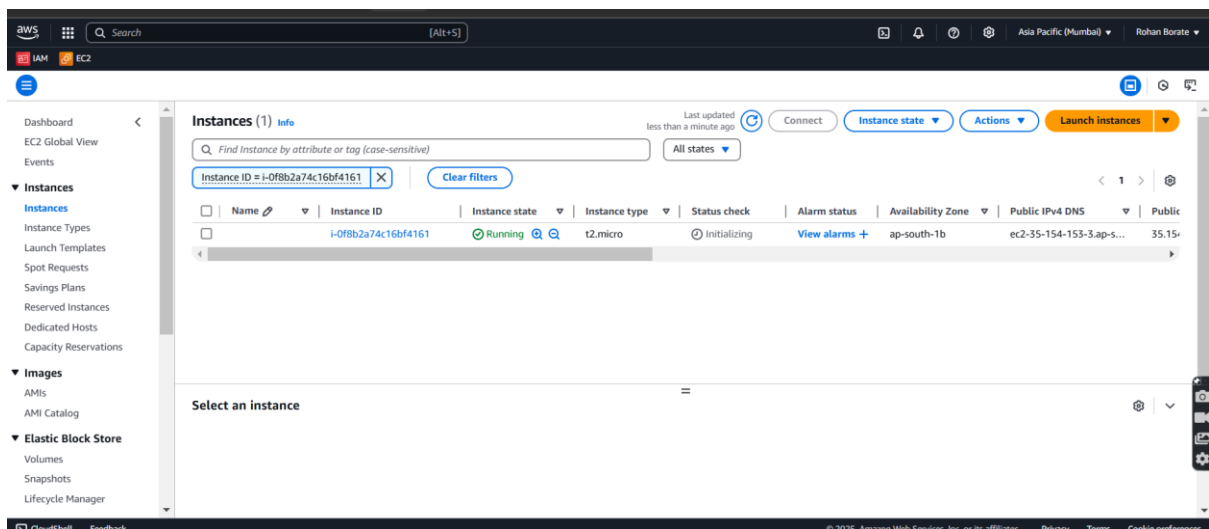 aws Search [Alt+S] Asia Pacific (Mumbai) Rohan Borate
IAM EC2
Dashboard
EC2 Global View
Events
Instances
Instances
Instance Types
Launch Templates
Spot Requests
Savings Plans
Reserved Instances
Dedicated Hosts
Capacity Reservations
Images
AMIs
AMI Catalog
Elastic Block Store
Volumes
Snapshots
Lifecycle Manager
Instances (1) Info
Last updated
less than a minute ago
Connect Instance state Actions Launch instances
Find Instance by attribute or tag (case-sensitive) All states
Instance ID = i-0f8b2a74c16bf4161 Clear filters
1
Name Instance ID Instance state Instance type Status check Alarm status Availability Zone Public IPv4 DNS Public
i-0f8b2a74c16bf4161 Running t2.micro Initializing View alarms + ap-south-1b ec2-35-154-153-3.ap-s... 35.154
Select an instance
CloudShell Feedback © 2025, Amazon Web Services, Inc. or its affiliates. Privacy Terms Cookie preferences